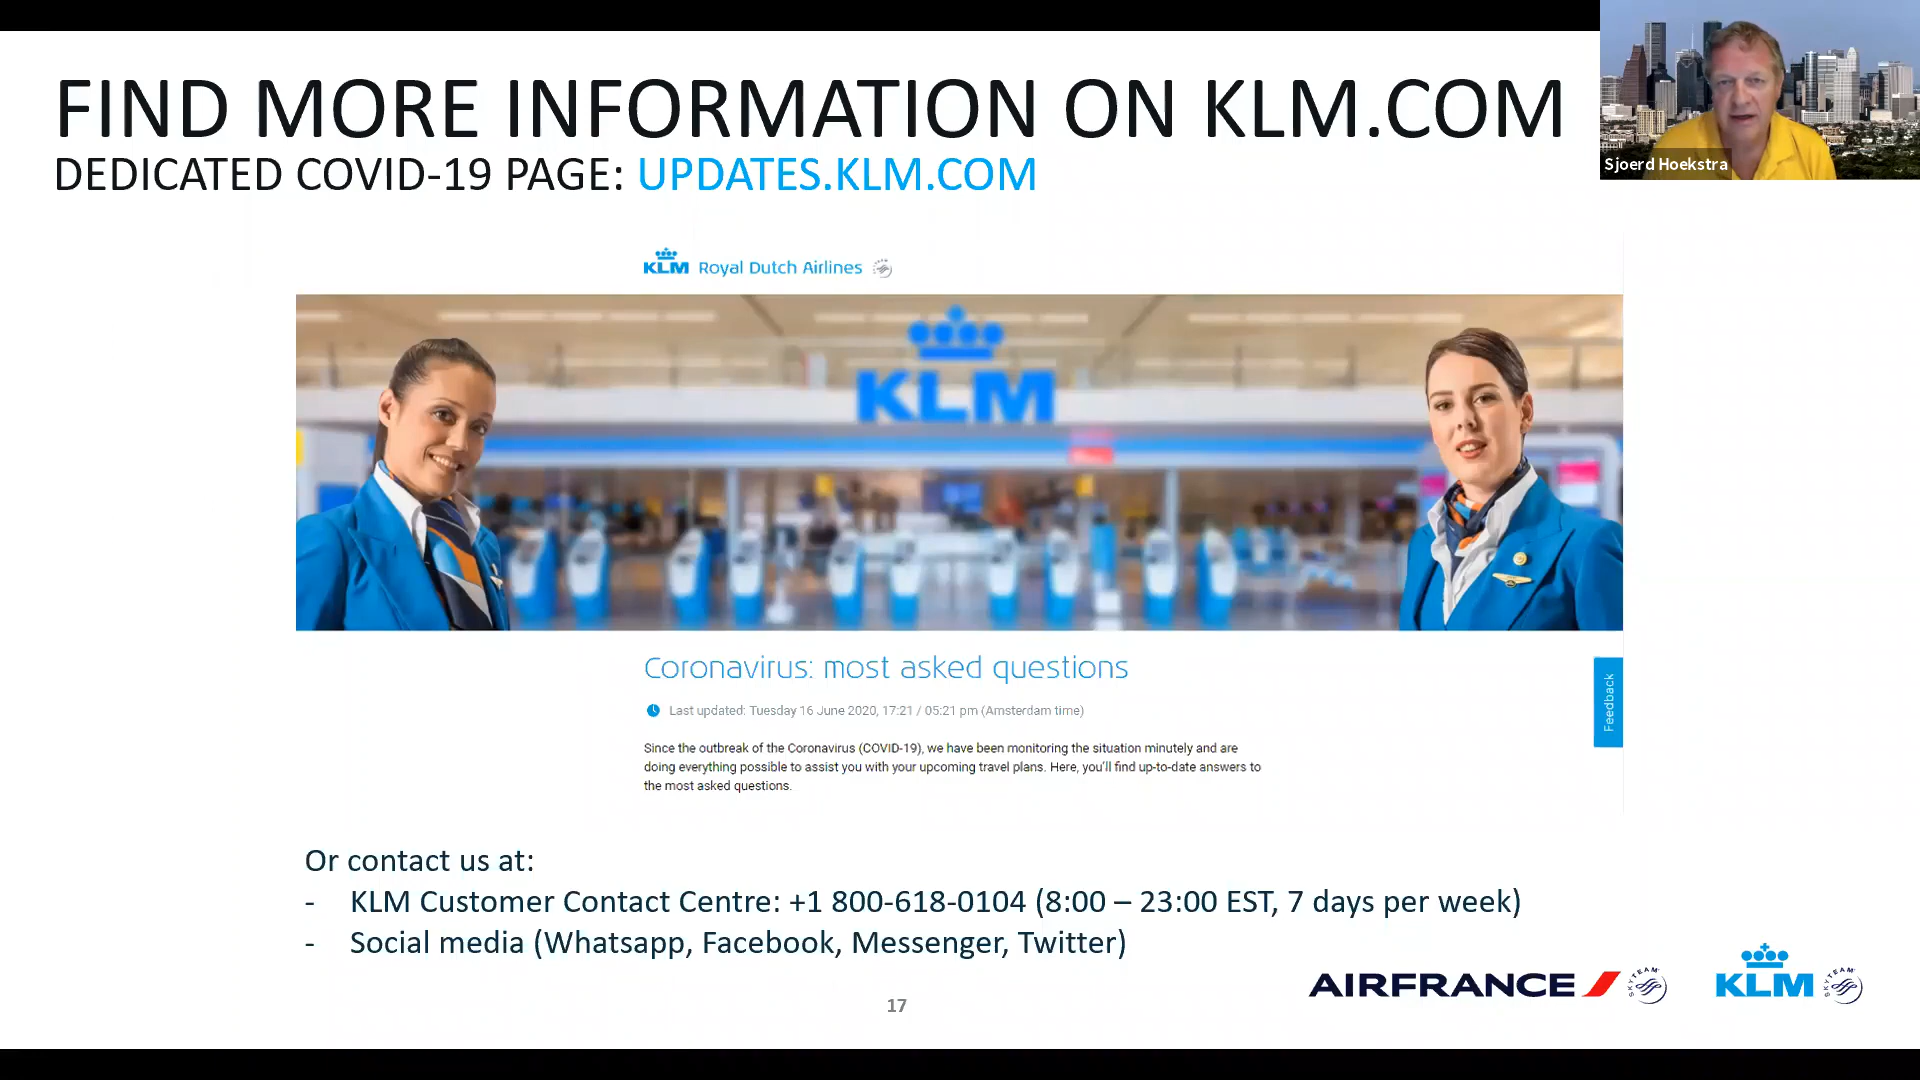 FIND MORE INFORMATION ON KLM.COM
DEDICATED COVID-19 PAGE: UPDATES.KLM.COM
Sjoerd Hoekstra
KLM Royal Dutch Airlines
KLM
Coronavirus: most asked questions
Last updated: Tuesday 16 June 2020, 17:21 / 05:21 pm (Amsterdam time)
Feedback
Since the outbreak of the Coronavirus (COVID-19), we have been monitoring the situation minutely and are
doing everything possible to assist you with your upcoming travel plans. Here, you'll find up-to-date answers to
the most asked questions.
Or contact us at:
- KLM Customer Contact Centre: +1 800-618-0104 (8:00 – 23:00 EST, 7 days per week)
- Social media (Whatsapp, Facebook, Messenger, Twitter)
AIRFRANCE SKYTEAM KLM SKYTEAM
17